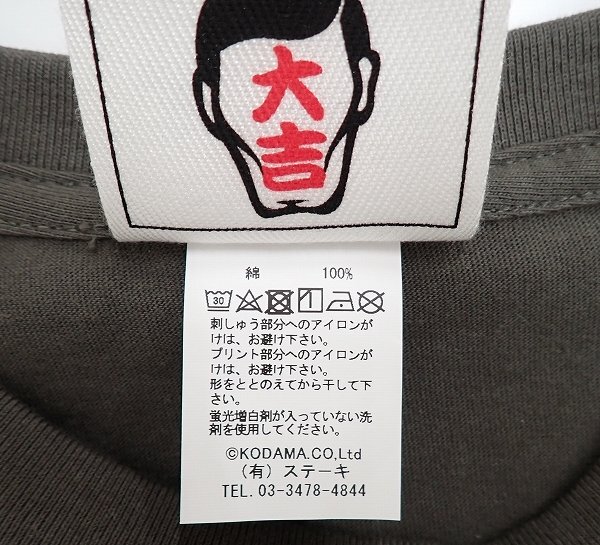 大
吉
綿 100%
30
刺しゅう部分へのアイロンが
けは、お避け下さい。
プリント部分へのアイロンが
けは、お避け下さい。
形をととのえてから干して下
さい。
蛍光増白剤が入っていない洗
剤を使用してください。
©KODAMA.CO,Ltd
(有) ステーキ
TEL. 03-3478-4844